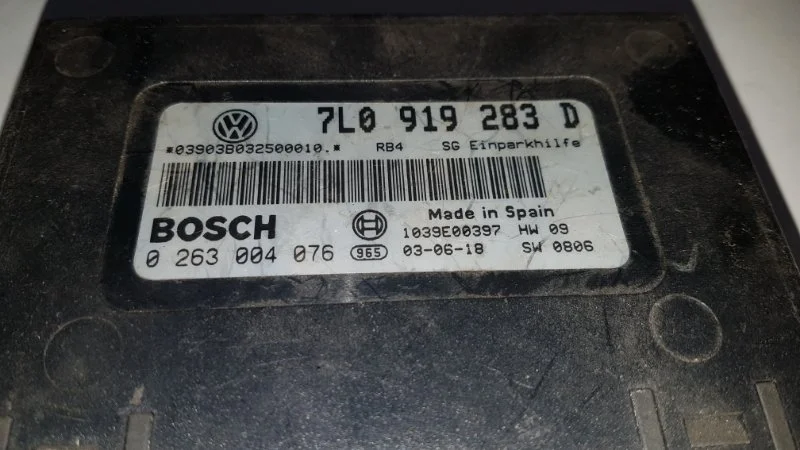 7L0 919 283 D
*03903B032500010.* RB4 SG Einparkhilfe
BOSCH Made in Spain
1039E00397 HW 09
0 263 004 076 965 03-06-18 SW 0806